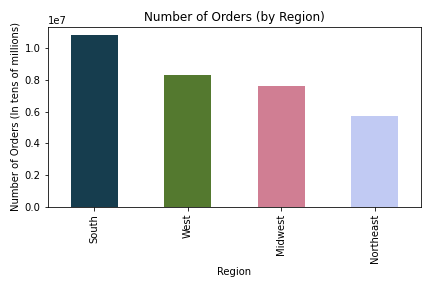 Number of Orders (by Region)
1e7
Number of Orders (In tens of millions)
1.0
0.8
0.6
0.4
0.2
0.0
South
West
Midwest
Northeast
Region